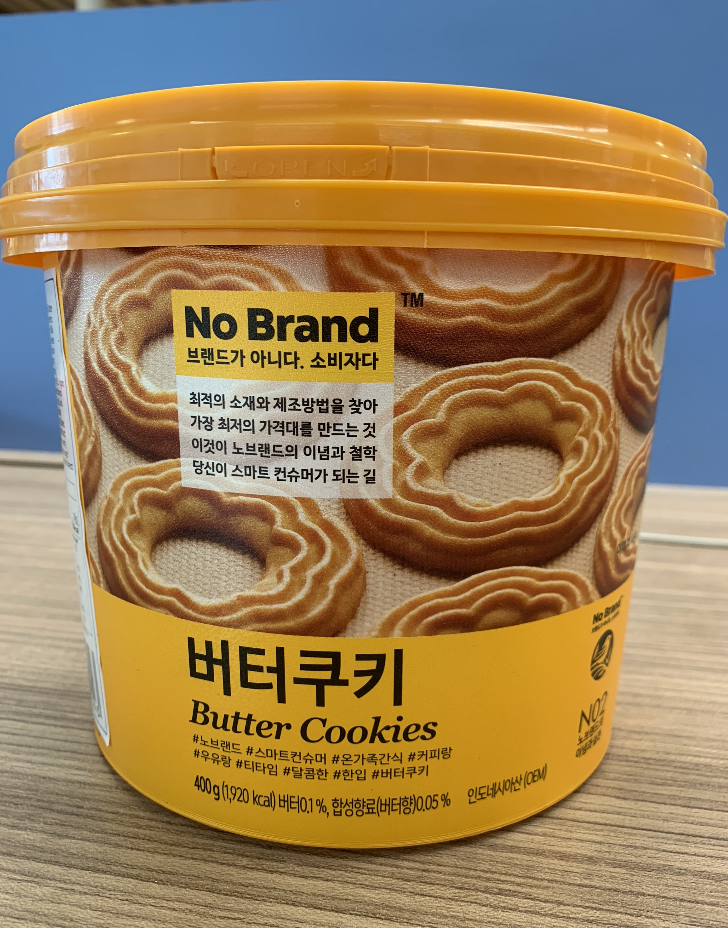 OPEN
No Brand
TM
브랜드가 아니다. 소비자다
최적의 소재와 제조방법을 찾아
가장 최저의 가격대를 만드는 것
이것이 노브랜드의 이념과 철학
당신이 스마트 컨슈머가 되는 길
버터쿠키
Butter Cookies
#노브랜드 #스마트컨슈머 #온가족간식 #커피랑
#우유랑 #티타임 #달콤한 #한입 #버터쿠키
400g (1,920 kcal) 버터0.1%, 합성향료(버터향)0.05%
인도네시아산 (OEM)
No Brand
NO2